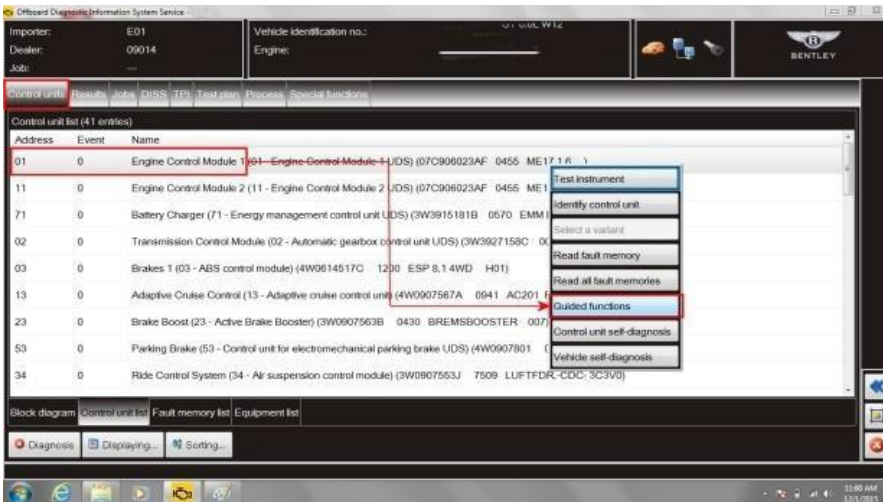 Offboard Diagnostic Information System Service -
Importer: E01
Dealer: 09014
Job: ---
Vehicle identification no.:
Engine:
W12
BENTLEY
Control units Results Jobs DISS TPI Test plan Process Special functions
Control unit list (41 entries)
Address Event Name
01 0 Engine Control Module 1 (01 - Engine Control Module 1 UDS) (07C906023AF 0455 ME17.1.6 )
11 0 Engine Control Module 2 (11 - Engine Control Module 2 UDS) (07C906023AF 0455 ME1
71 0 Battery Charger (71 - Energy management control unit UDS) (3W3915181B 0570 EMM
02 0 Transmission Control Module (02 - Automatic gearbox control unit UDS) (3W3927158C
03 0 Brakes 1 (03 - ABS control module) (4W0614517C 1200 ESP 8.1 4WD H01)
13 0 Adaptive Cruise Control (13 - Adaptive cruise control unit) (4W0907567A 0941 AC201
23 0 Brake Boost (23 - Active Brake Booster) (3W0907563B 0430 BREMSBOOSTER 007)
53 0 Parking Brake (53 - Control unit for electromechanical parking brake UDS) (4W0907801
34 0 Ride Control System (34 - Air suspension control module) (3W0907553J 7509 LUFTFDR.-CDC- 3C3V0)
Test instrument
Identify control unit
Select a variant
Read fault memory
Read all fault memories
Guided functions
Control unit self-diagnosis
Vehicle self-diagnosis
Block diagram Control unit list Fault memory list Equipment list
Diagnosis Displaying... Sorting...
11:00 AM
12/1/2015